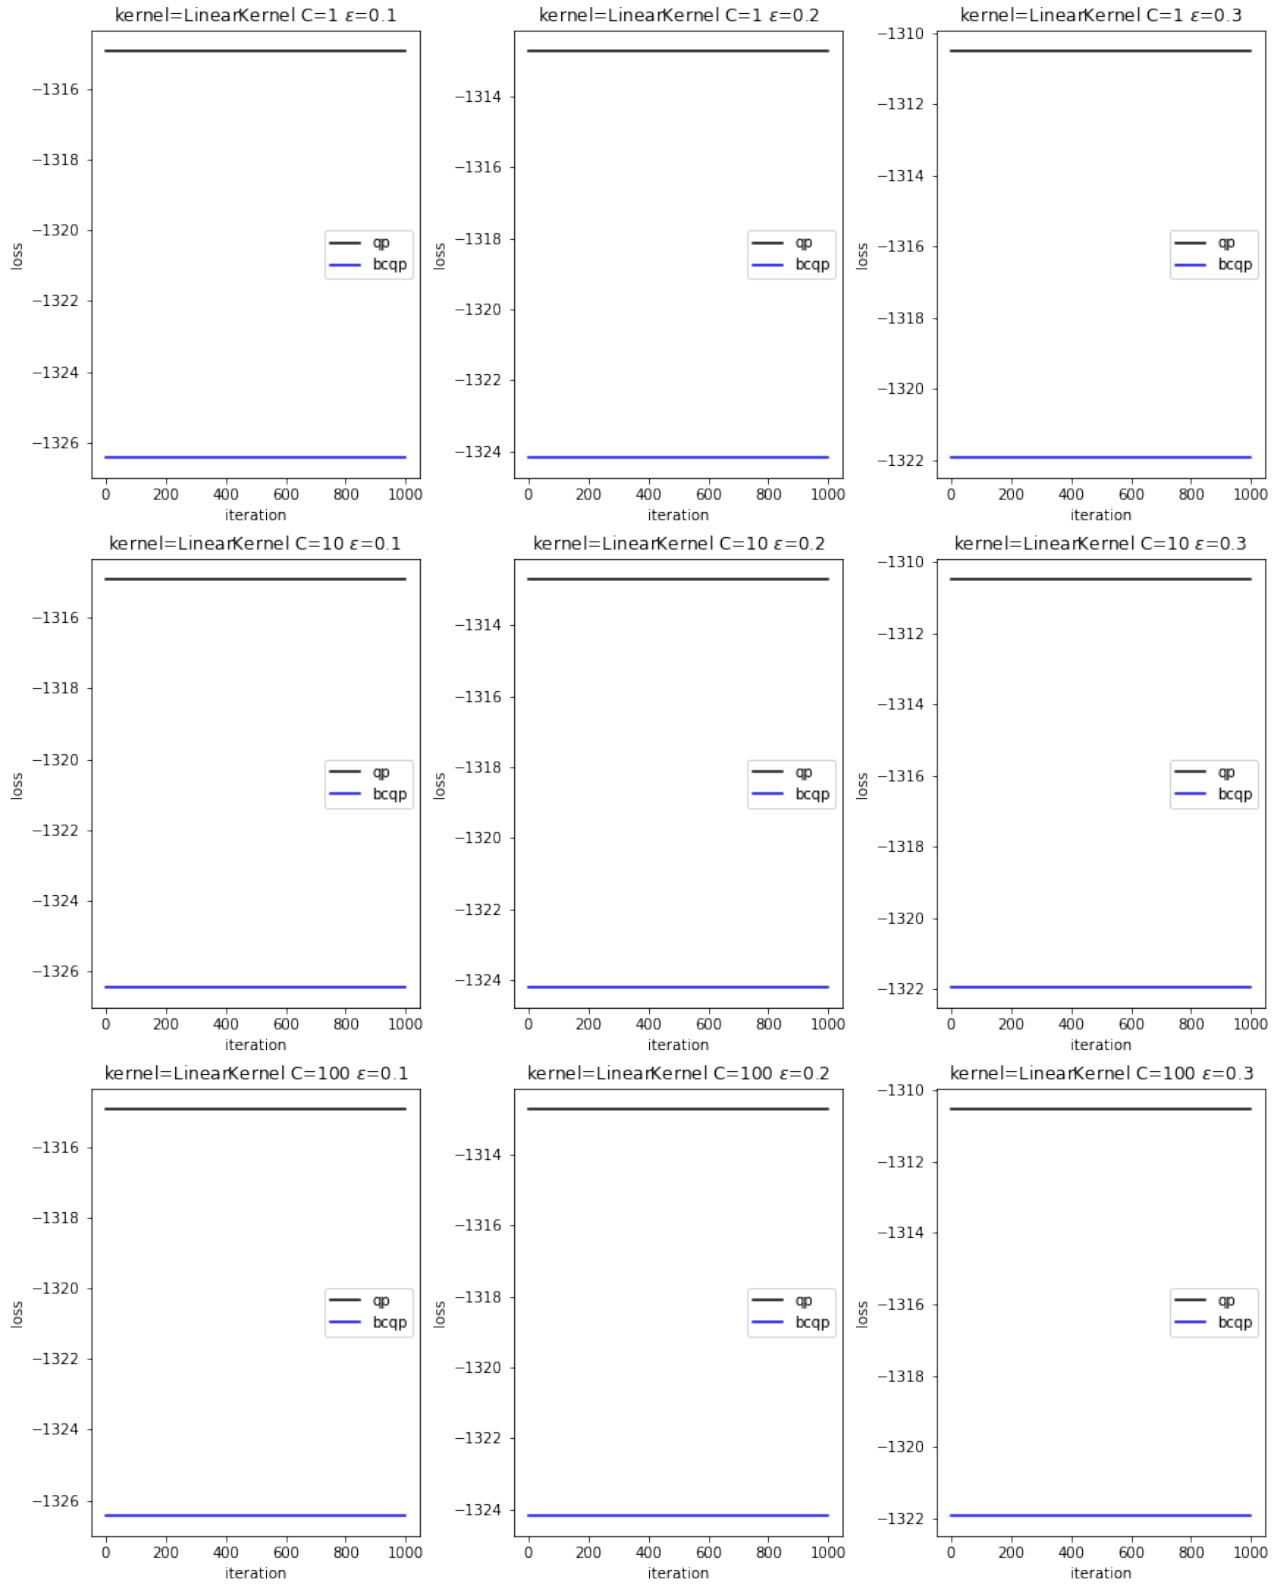 kernel=LinearKernel C=1 ε=0.1
−1316
−1318
−1320
−1322
−1324
−1326
loss
qp
bcqp
0 200 400 600 800 1000
iteration
kernel=LinearKernel C=1 ε=0.2
−1314
−1316
−1318
−1320
−1322
−1324
loss
qp
bcqp
0 200 400 600 800 1000
iteration
kernel=LinearKernel C=1 ε=0.3
−1310
−1312
−1314
−1316
−1318
−1320
−1322
loss
qp
bcqp
0 200 400 600 800 1000
iteration
kernel=LinearKernel C=10 ε=0.1
−1316
−1318
−1320
−1322
−1324
−1326
loss
qp
bcqp
0 200 400 600 800 1000
iteration
kernel=LinearKernel C=10 ε=0.2
−1314
−1316
−1318
−1320
−1322
−1324
loss
qp
bcqp
0 200 400 600 800 1000
iteration
kernel=LinearKernel C=10 ε=0.3
−1310
−1312
−1314
−1316
−1318
−1320
−1322
loss
qp
bcqp
0 200 400 600 800 1000
iteration
kernel=LinearKernel C=100 ε=0.1
−1316
−1318
−1320
−1322
−1324
−1326
loss
qp
bcqp
0 200 400 600 800 1000
iteration
kernel=LinearKernel C=100 ε=0.2
−1314
−1316
−1318
−1320
−1322
−1324
loss
qp
bcqp
0 200 400 600 800 1000
iteration
kernel=LinearKernel C=100 ε=0.3
−1310
−1312
−1314
−1316
−1318
−1320
−1322
loss
qp
bcqp
0 200 400 600 800 1000
iteration